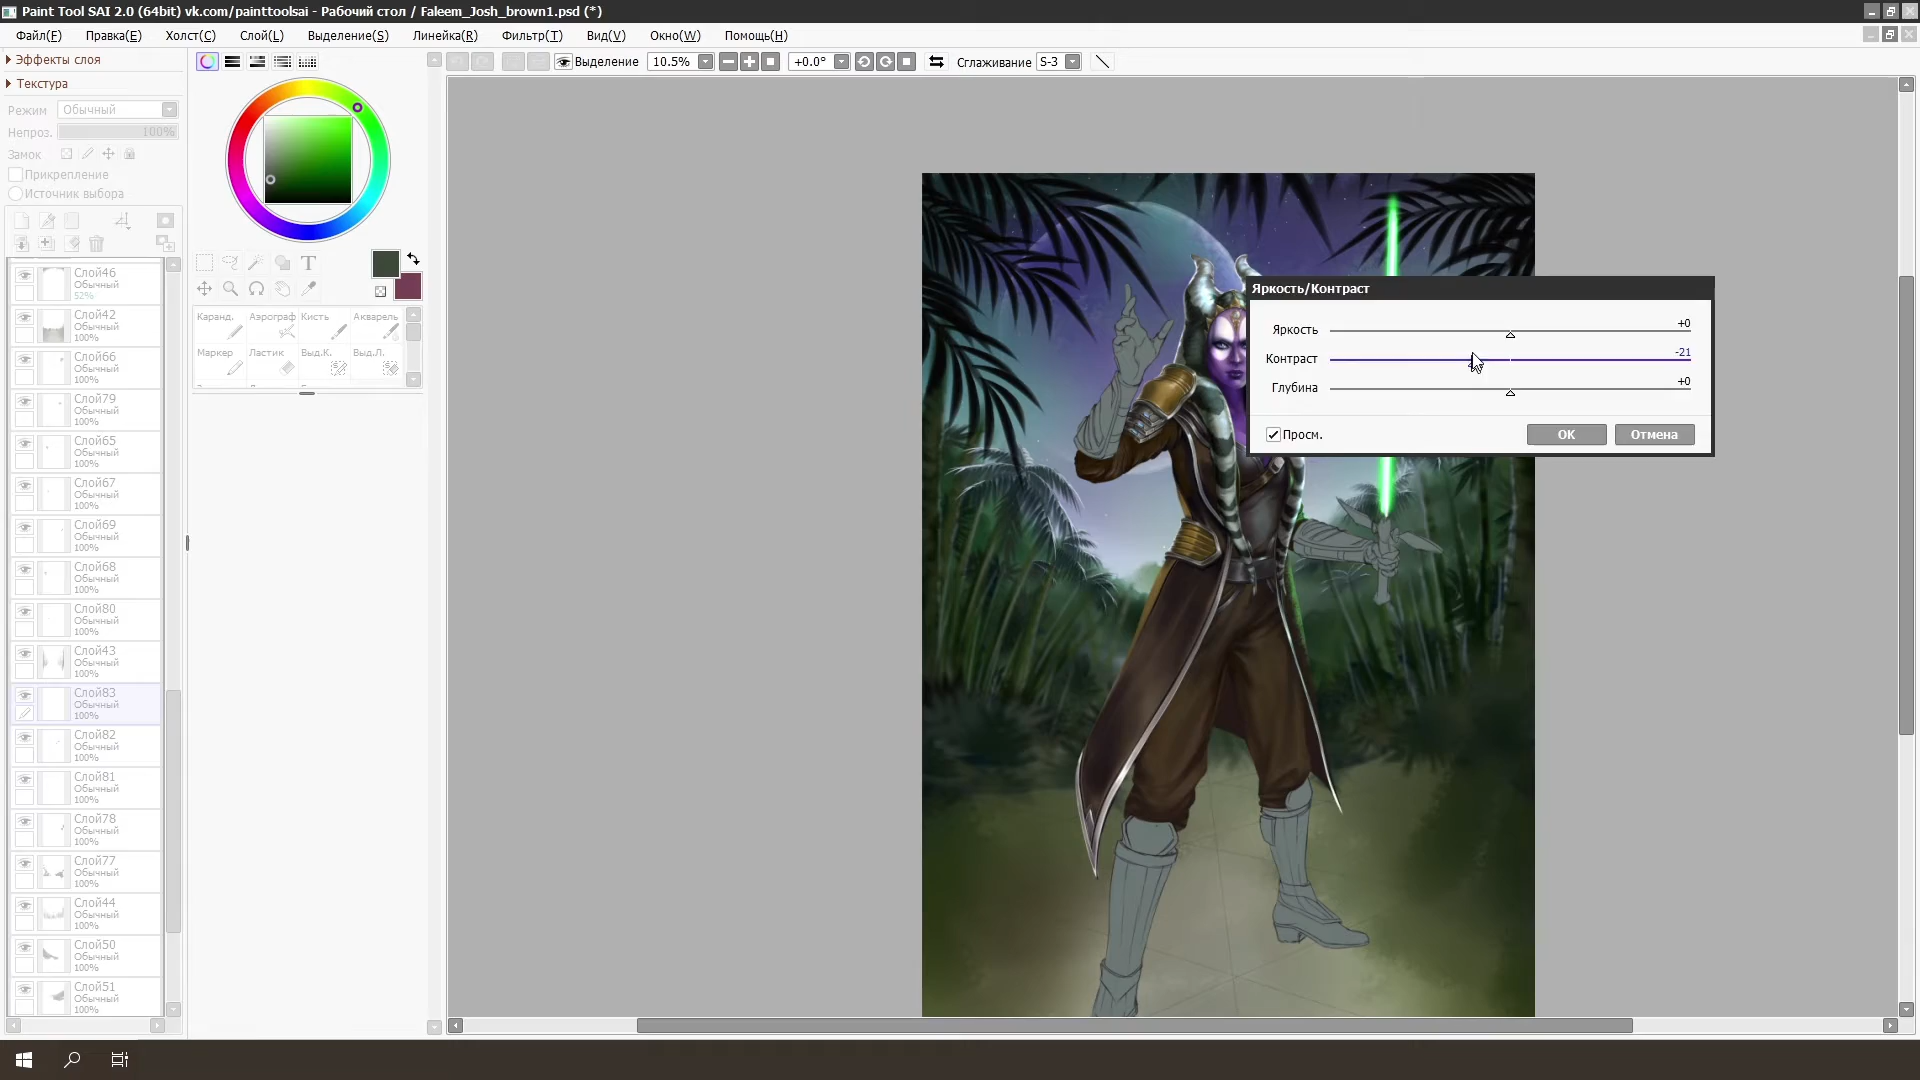 Paint Tool SAI 2.0 (64bit) vk.com/painttoolsai - Рабочий стол / Faleem_Josh_brown1.psd (*)
Файл(F) Правка(E) Холст(C) Слой(L) Выделение(S) Линейка(R) Фильтр(T) Вид(V) Окно(W) Помощь(H)
Эффекты слоя
Выделение 10.5% +0.0° Сглаживание S-3
Текстура
Режим Обычный
Непроз. 100%
Замок
Прикрепление
Источник выбора
T
Каранд. Аэрограф Кисть Акварель
Маркер Ластик Выд.К. Выд.Л.
Слой46
Обычный
52%
Слой42
Обычный
100%
Слой66
Обычный
100%
Слой79
Обычный
100%
Слой65
Обычный
100%
Слой67
Обычный
100%
Слой69
Обычный
100%
Слой68
Обычный
100%
Слой80
Обычный
100%
Слой43
Обычный
100%
Слой83
Обычный
100%
Слой82
Обычный
100%
Слой81
Обычный
100%
Слой78
Обычный
100%
Слой77
Обычный
100%
Слой44
Обычный
100%
Слой50
Обычный
100%
Слой51
Обычный
100%
Яркость/Контраст
Яркость +0
Контраст -21
Глубина +0
Просм. OK Отмена